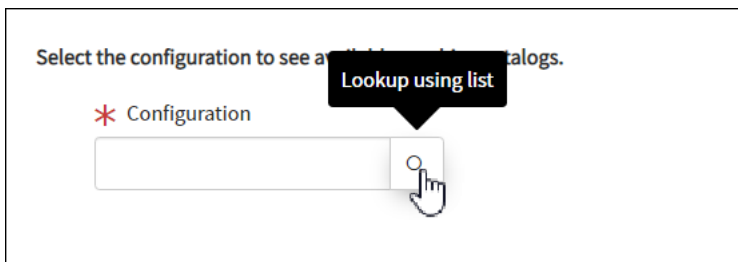 Select the configuration to see a talogs.
Lookup using list
Configuration